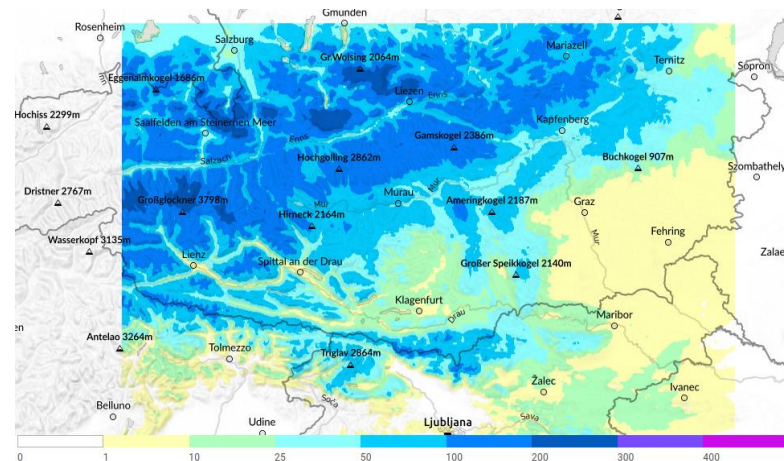 Gmunden
Rosenheim
Salzburg
Mariazell
Gr.Wolsing 2064m
Ternitz
Sopron
Eggenalmkogel 1686m
Liezen
Enns
Hochiss 2299m
Saalfelden am Steinernen Meer
Kapfenberg
Enns
Gamskogel 2386m
Salzach
Hochgolling 2862m
Buchkogel 907m
Szombathely
Dristner 2767m
Großglockner 3798m
Mur
Murau
Mur
Ameringkogel 2187m
Graz
Hirneck 2164m
Mur
Fehring
Wasserkopf 3135m
Zalae
Lienz
Spittal an der Drau
Großer Speikkogel 2140m
Klagenfurt
Drau
Maribor
en
Antelao 3264m
Tolmezzo
Triglav 2864m
Žalec
Ivanec
Soča
Belluno
Udine
Ljubljana
Sava
0 1 10 25 50 100 200 300 400